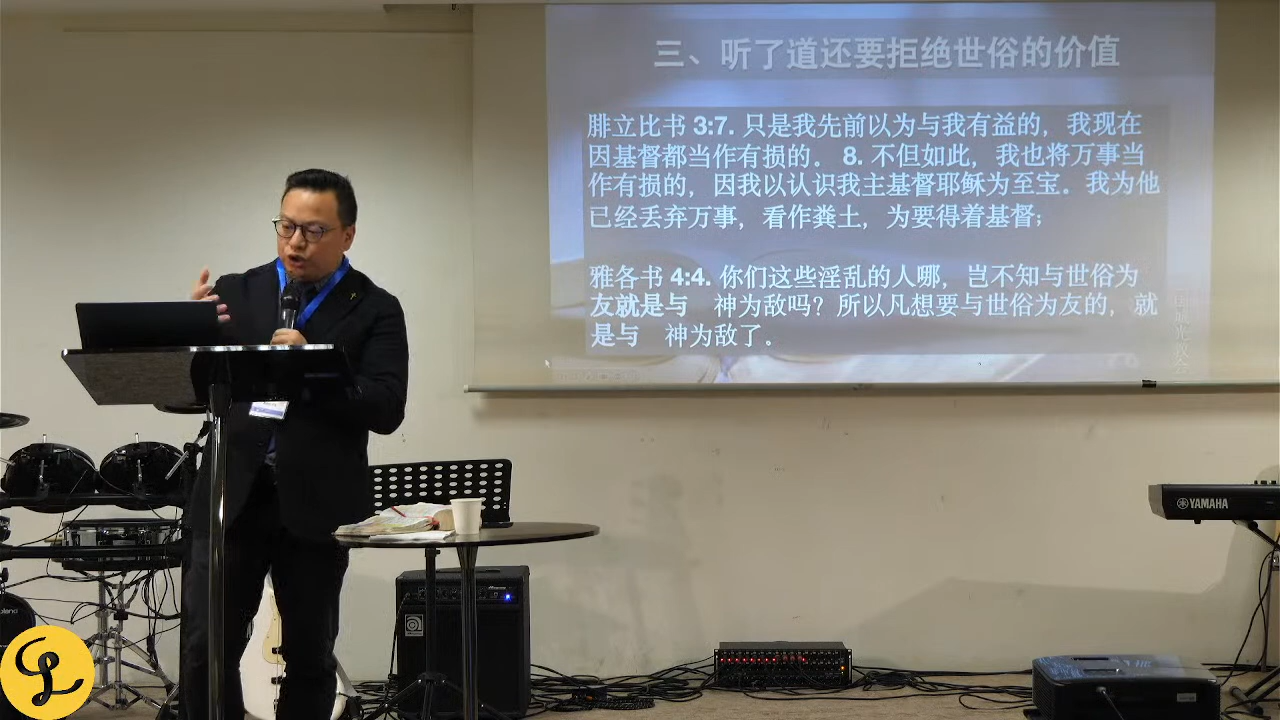 三、听了道还要拒绝世俗的价值
腓立比书 3:7. 只是我先前以为与我有益的，我现在
因基督都当作有损的。 8. 不但如此，我也将万事当
作有损的，因我以认识我主基督耶稣为至宝。我为他
已经丢弃万事，看作粪土，为要得着基督；
雅各书 4:4. 你们这些淫乱的人哪，岂不知与世俗为
友就是与 神为敌吗？所以凡想要与世俗为友的，就
是与 神为敌了。
YAMAHA